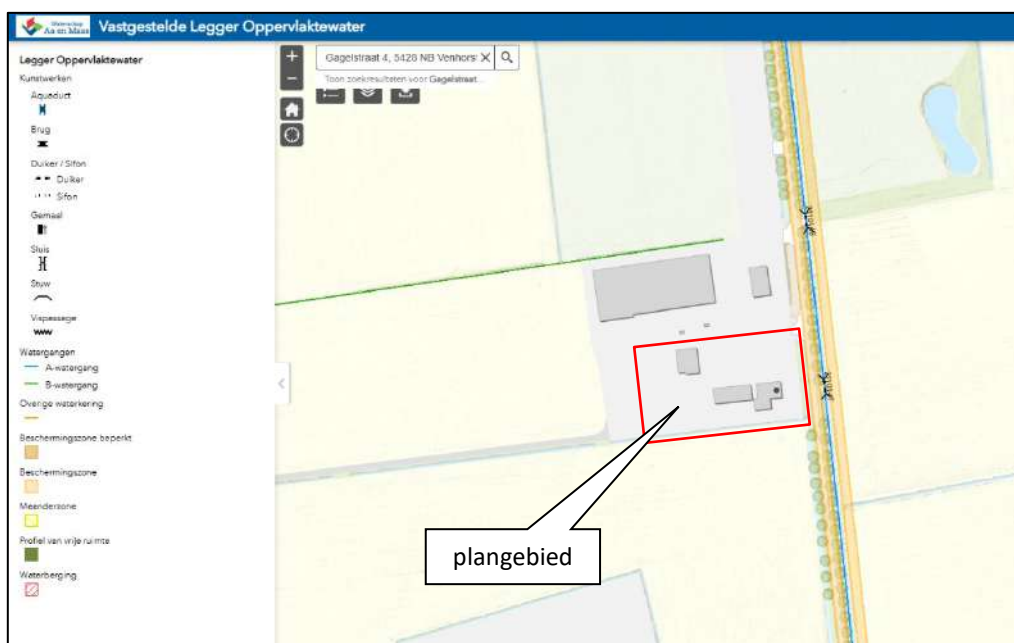 Waterschap
Aa en Maas
Vastgestelde Legger Oppervlaktewater
Legger Oppervlaktewater
Kunstwerken
Aqueduct
Brug
Duiker / Sifon
Duiker
Sifon
Gemaal
Sluis
Stuw
Vispassage
Watergangen
A-watergang
B-watergang
Overige waterkering
Beschermingszone beperkt
Beschermingszone
Meanderzone
Profiel van vrije ruimte
Waterberging
+
−
Gagelstraat 4, 5428 NB Venhors
Toon zoekresultaten voor Gagelstraat...
plangebied